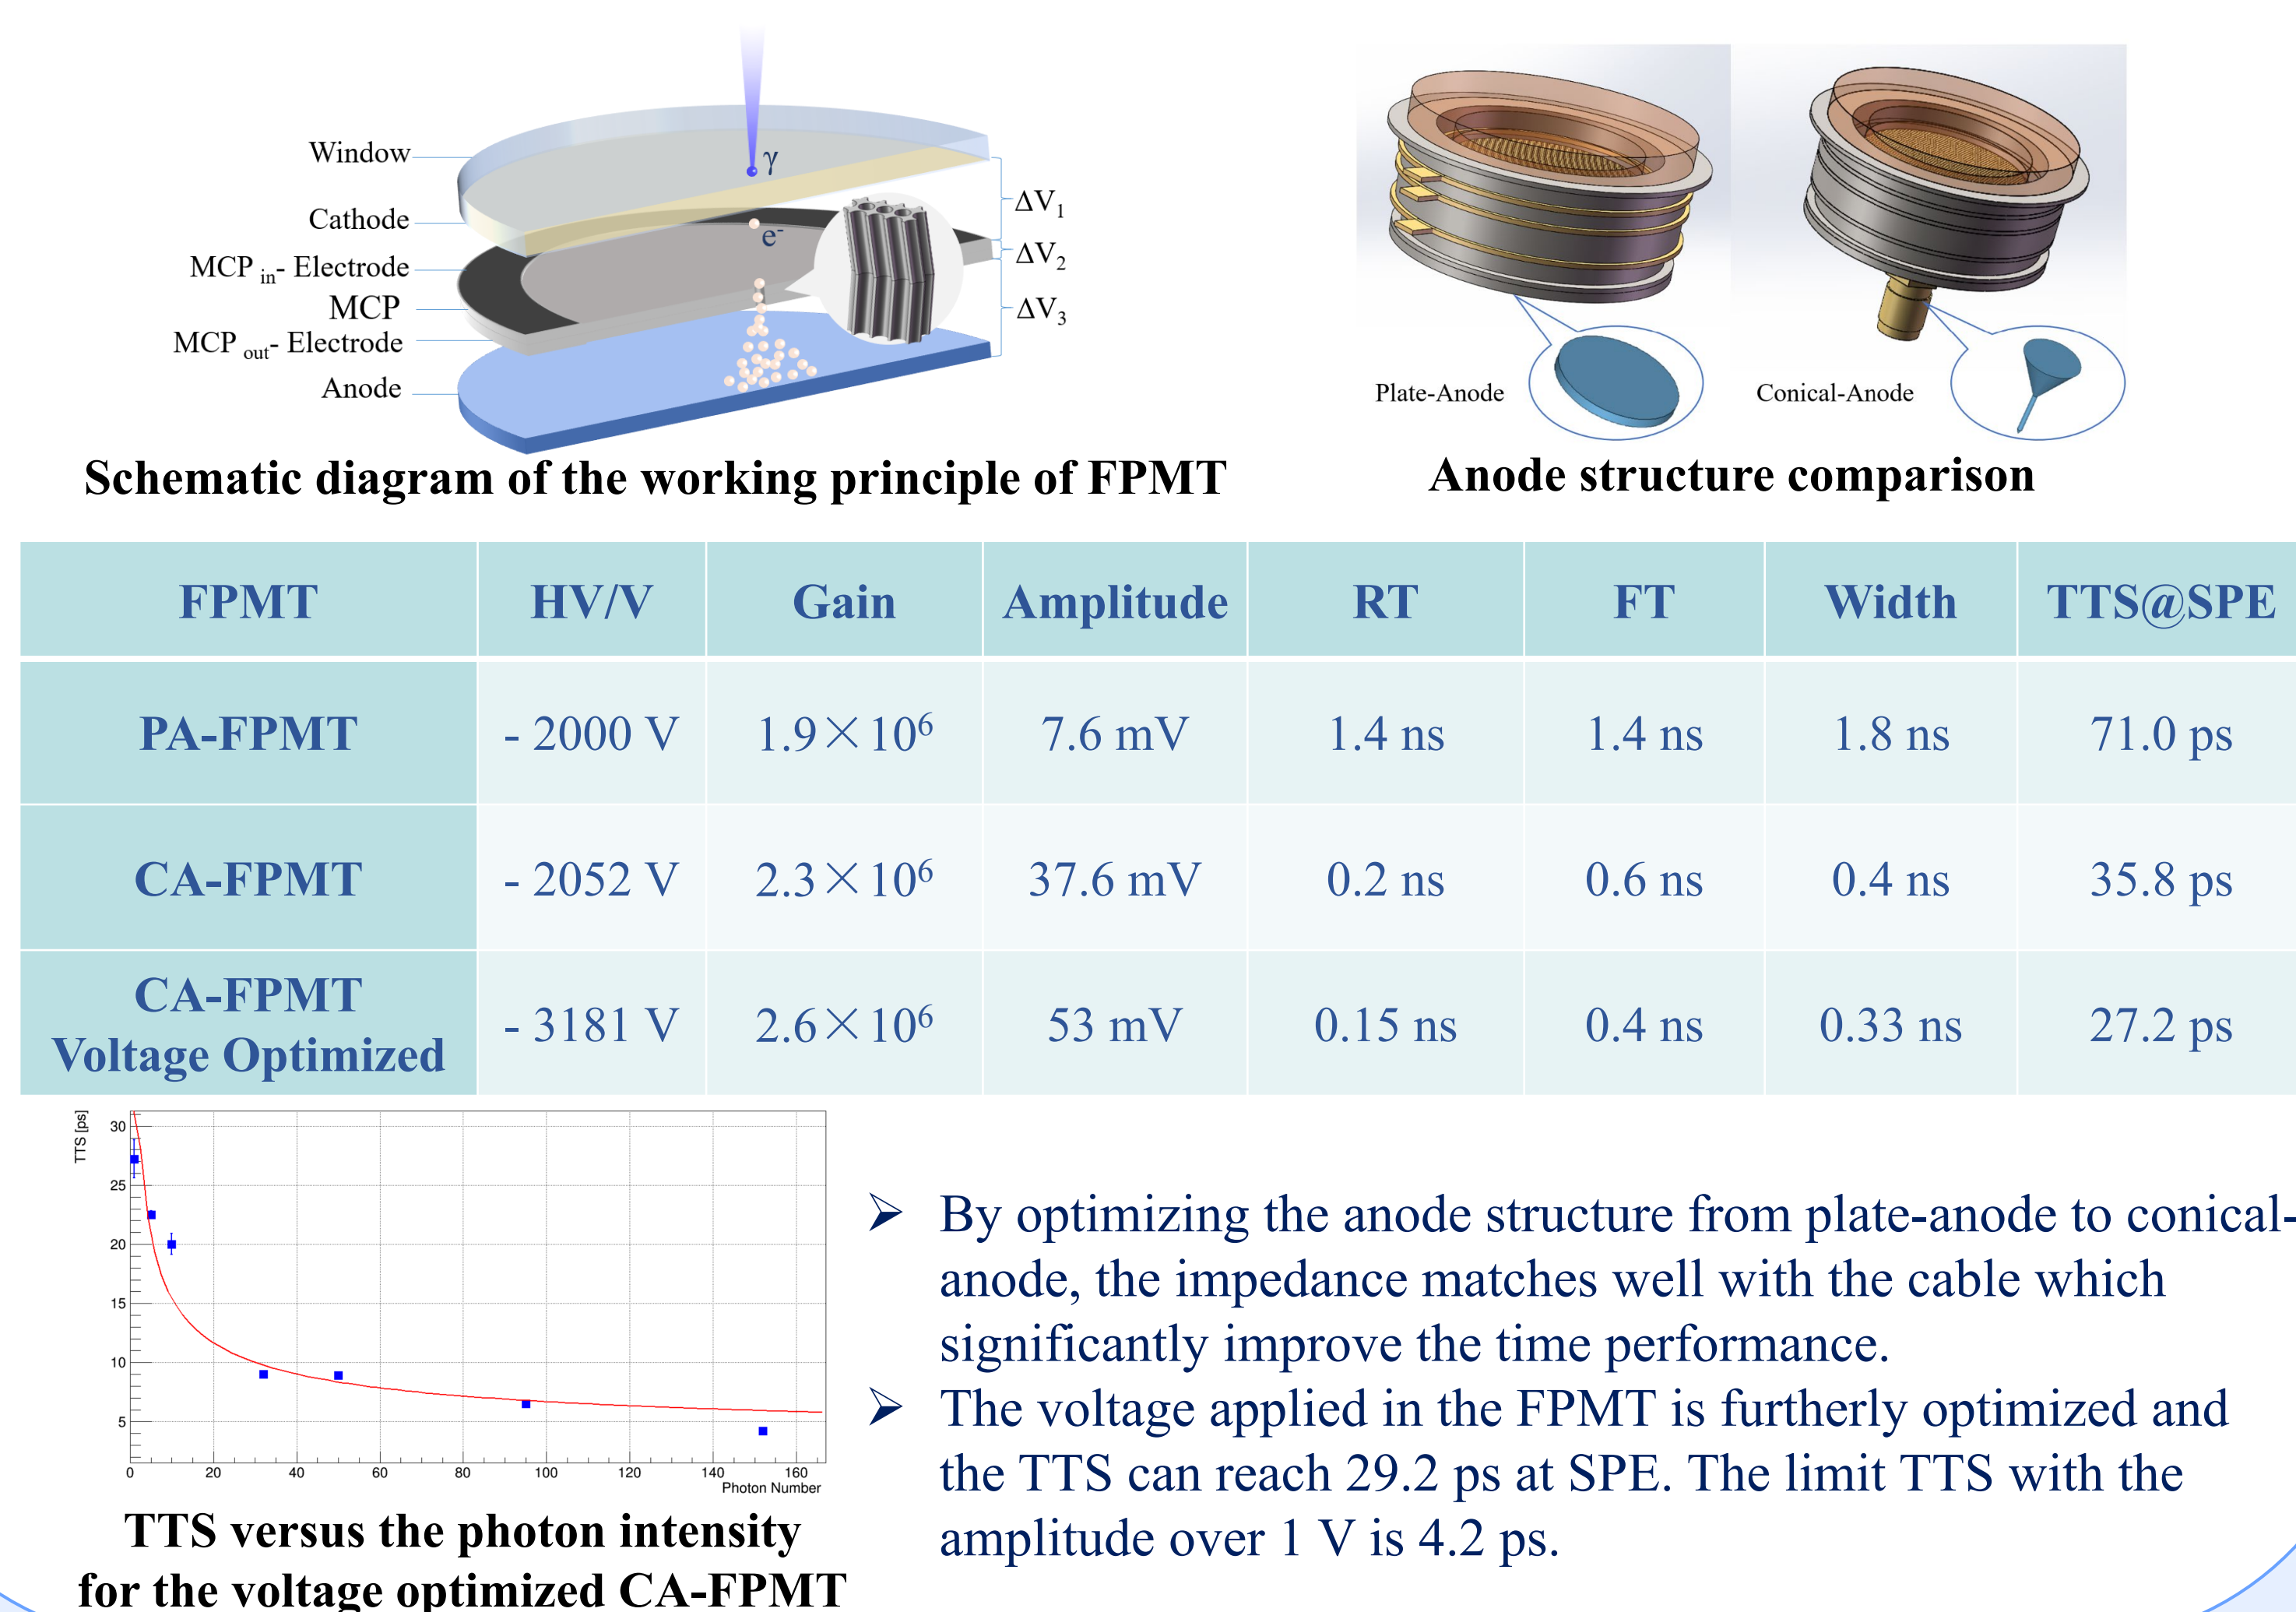 Window
Cathode
MCP in- Electrode
MCP
MCP out- Electrode
Anode
γ
e-
ΔV1
ΔV2
ΔV3
Schematic diagram of the working principle of FPMT
Plate-Anode
Conical-Anode
Anode structure comparison
FPMT HV/V Gain Amplitude RT FT Width TTS@SPE
PA-FPMT - 2000 V 1.9×10⁶ 7.6 mV 1.4 ns 1.4 ns 1.8 ns 71.0 ps
CA-FPMT - 2052 V 2.3×10⁶ 37.6 mV 0.2 ns 0.6 ns 0.4 ns 35.8 ps
CA-FPMT
Voltage Optimized - 3181 V 2.6×10⁶ 53 mV 0.15 ns 0.4 ns 0.33 ns 27.2 ps
TTS [ps]
30
25
20
15
10
5
0 20 40 60 80 100 120 140 160
Photon Number
TTS versus the photon intensity
for the voltage optimized CA-FPMT
➢ By optimizing the anode structure from plate-anode to conical-
anode, the impedance matches well with the cable which
significantly improve the time performance.
➢ The voltage applied in the FPMT is furtherly optimized and
the TTS can reach 29.2 ps at SPE. The limit TTS with the
amplitude over 1 V is 4.2 ps.